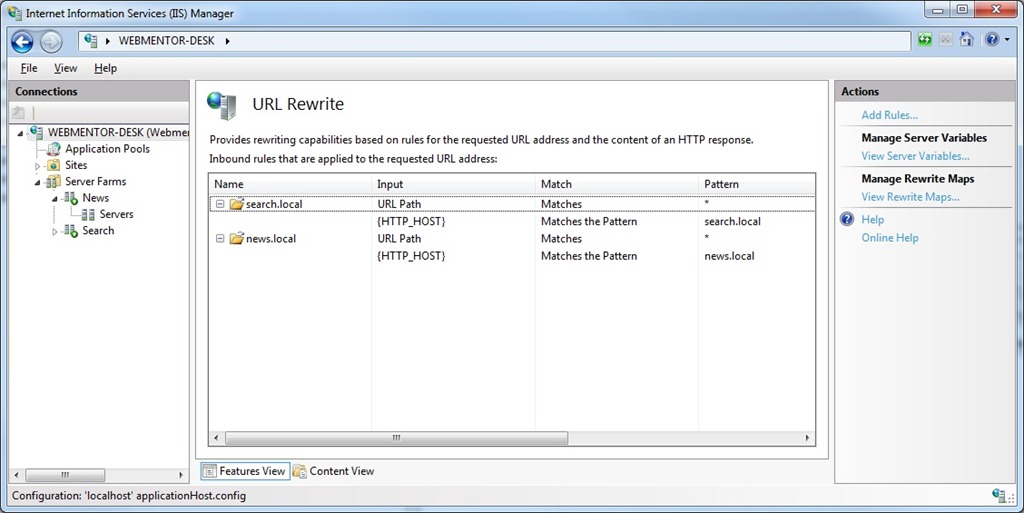 Internet Information Services (IIS) Manager
WEBMENTOR-DESK
File View Help
Connections
WEBMENTOR-DESK (Webme
Application Pools
Sites
Server Farms
News
Servers
Search
URL Rewrite
Provides rewriting capabilities based on rules for the requested URL address and the content of an HTTP response.
Inbound rules that are applied to the requested URL address:
Name Input Match Pattern
search.local URL Path Matches *
{HTTP_HOST} Matches the Pattern search.local
news.local URL Path Matches *
{HTTP_HOST} Matches the Pattern news.local
Features View Content View
Actions
Add Rules...
Manage Server Variables
View Server Variables...
Manage Rewrite Maps
View Rewrite Maps...
Help
Online Help
Configuration: 'localhost' applicationHost.config